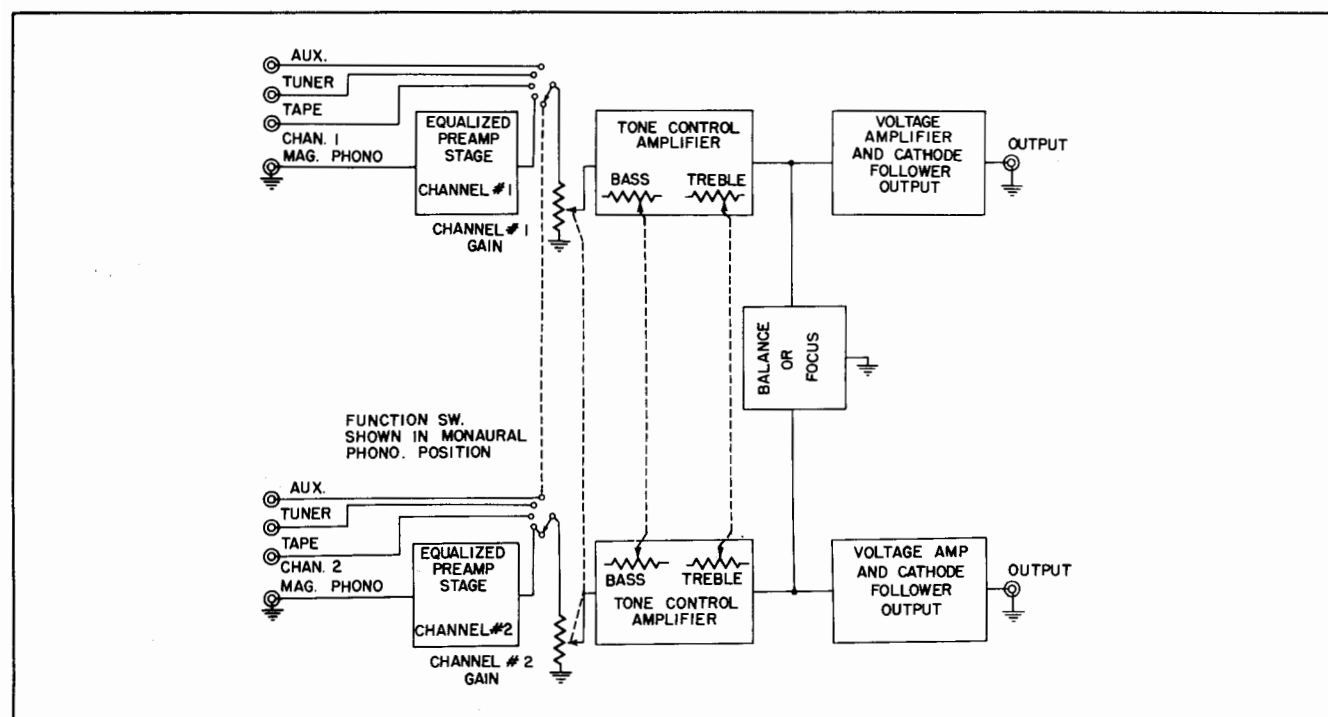 AUX.
TUNER
TAPE
CHAN. 1
MAG. PHONO
EQUALIZED
PREAMP
STAGE
CHANNEL #1
CHANNEL # 1
GAIN
TONE CONTROL
AMPLIFIER
BASS
TREBLE
VOLTAGE
AMPLIFIER
AND CATHODE
FOLLOWER
OUTPUT
OUTPUT
BALANCE
OR
FOCUS
FUNCTION SW.
SHOWN IN MONAURAL
PHONO. POSITION
AUX.
TUNER
TAPE
CHAN. 2
MAG. PHONO
EQUALIZED
PREAMP
STAGE
CHANNEL #2
CHANNEL # 2
GAIN
BASS
TREBLE
TONE CONTROL
AMPLIFIER
VOLTAGE AMP
AND CATHODE
FOLLOWER
OUTPUT
OUTPUT